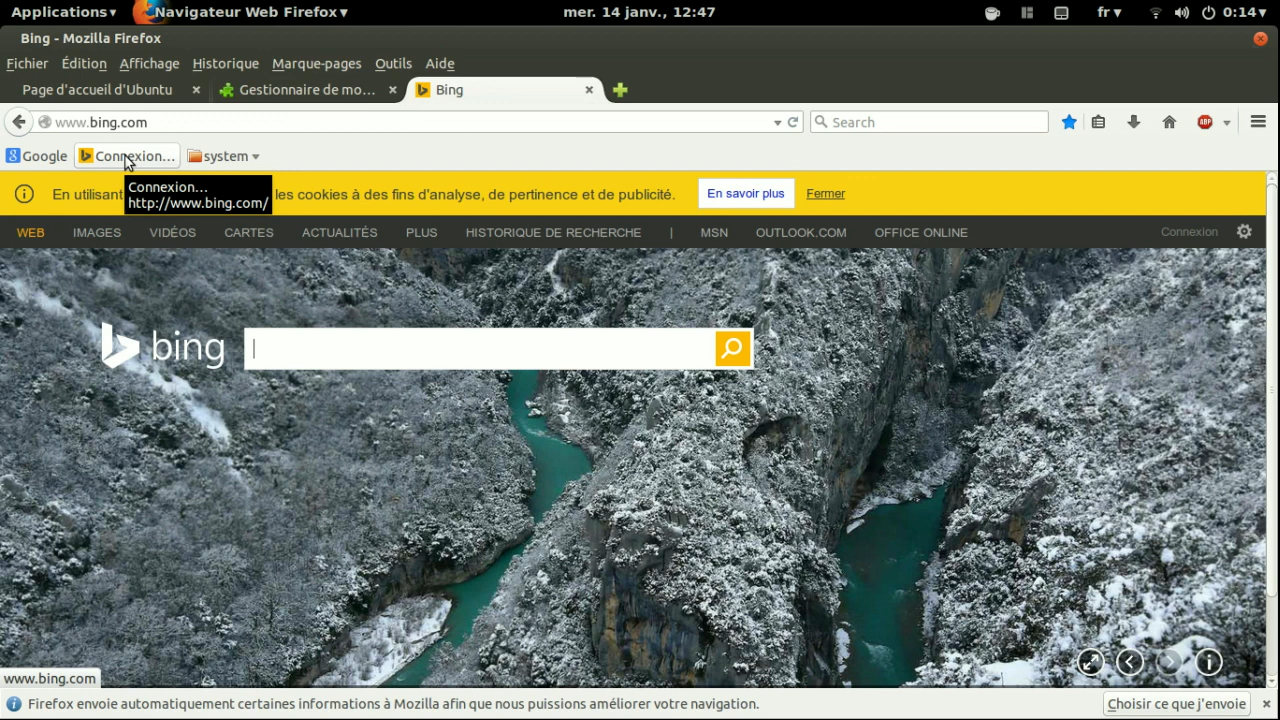 Applications
Navigateur Web Firefox
mer. 14 janv., 12:47
fr
0:14
Bing - Mozilla Firefox
Fichier Édition Affichage Historique Marque-pages Outils Aide
Page d'accueil d'Ubuntu
Gestionnaire de mo...
Bing
www.bing.com
Search
ABP
Google
Connexion...
system
En utilisant
les cookies à des fins d'analyse, de pertinence et de publicité.
En savoir plus
Fermer
Connexion...
http://www.bing.com/
WEB IMAGES VIDÉOS CARTES ACTUALITÉS PLUS HISTORIQUE DE RECHERCHE | MSN OUTLOOK.COM OFFICE ONLINE
Connexion
bing
www.bing.com
Firefox envoie automatiquement certaines informations à Mozilla afin que nous puissions améliorer votre navigation.
Choisir ce que j'envoie